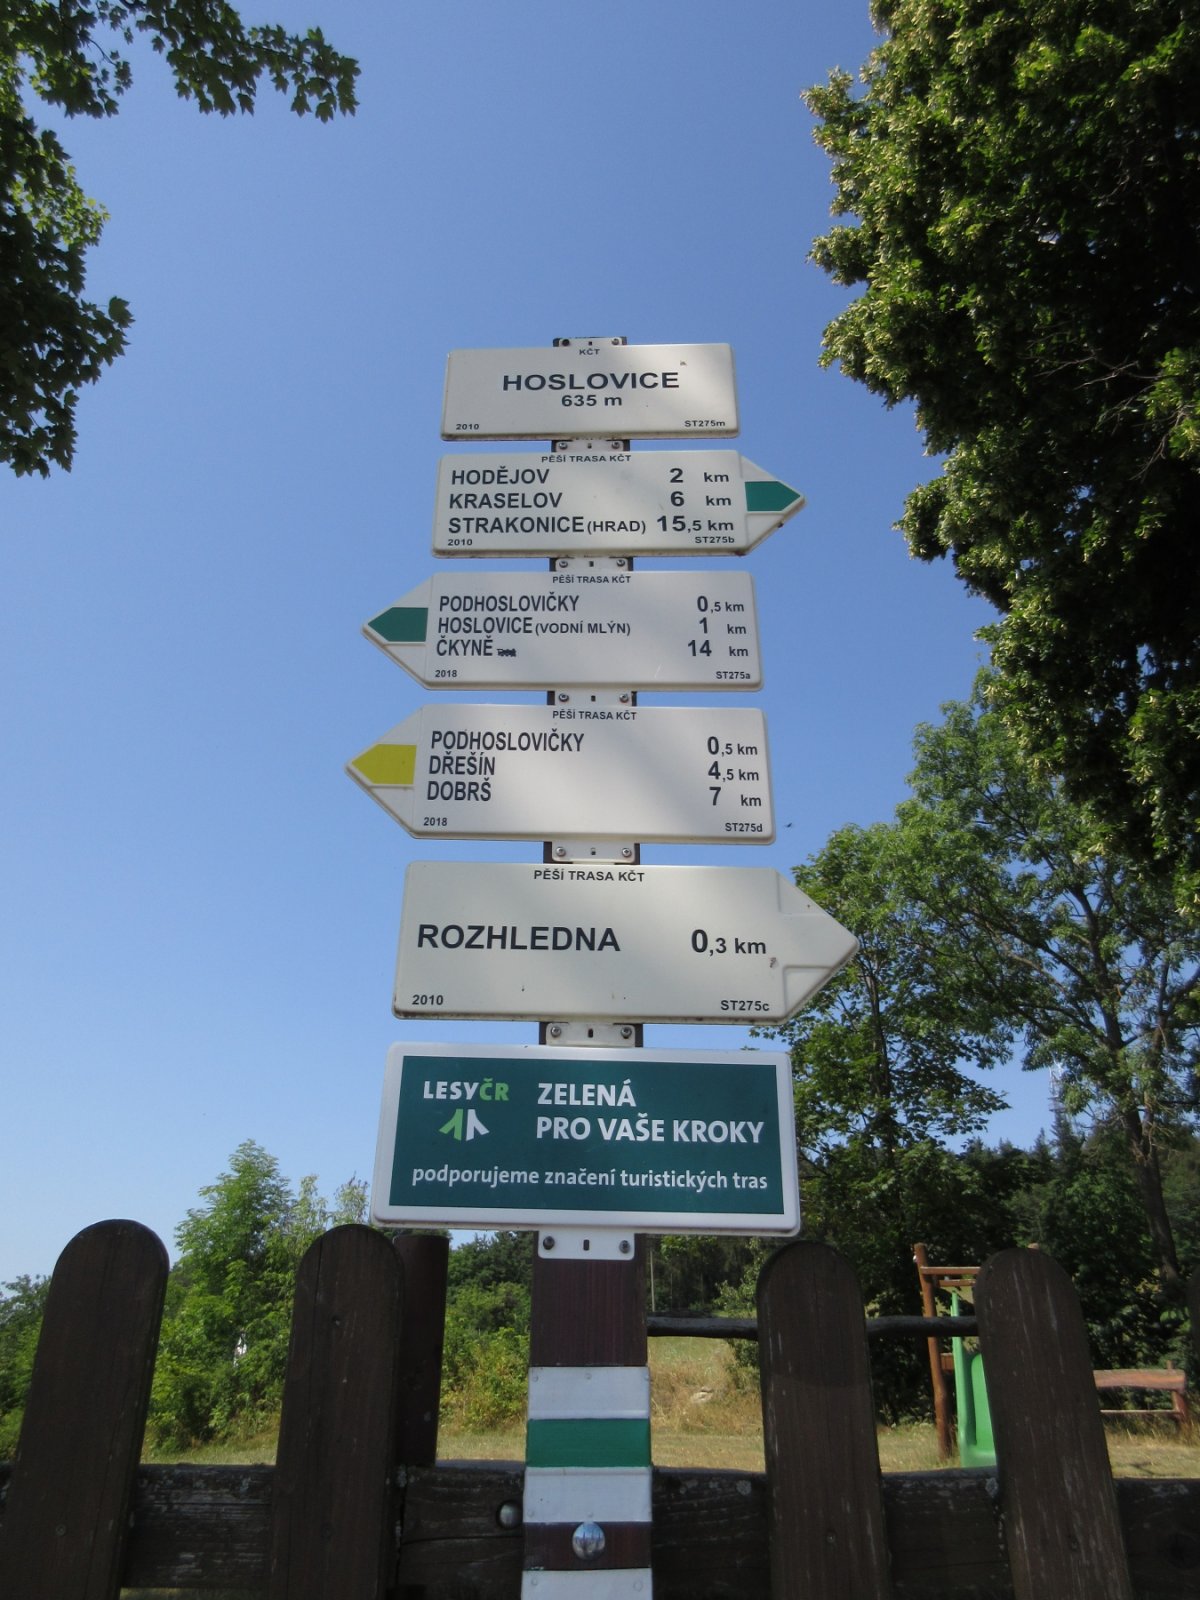 KČT
HOSLOVICE
635 m
2010 ST275m
PĚŠÍ TRASA KČT
HODĚJOV 2 km
KRASELOV 6 km
STRAKONICE (HRAD) 15,5 km
2010 ST275b
PĚŠÍ TRASA KČT
PODHOSLOVIČKY 0,5 km
HOSLOVICE (VODNÍ MLÝN) 1 km
ČKYNĚ 14 km
2018 ST275a
PĚŠÍ TRASA KČT
PODHOSLOVIČKY 0,5 km
DŘEŠÍN 4,5 km
DOBRŠ 7 km
2018 ST275d
PĚŠÍ TRASA KČT
ROZHLEDNA 0,3 km
2010 ST275c
LESYČR ZELENÁ
PRO VAŠE KROKY
podporujeme značení turistických tras